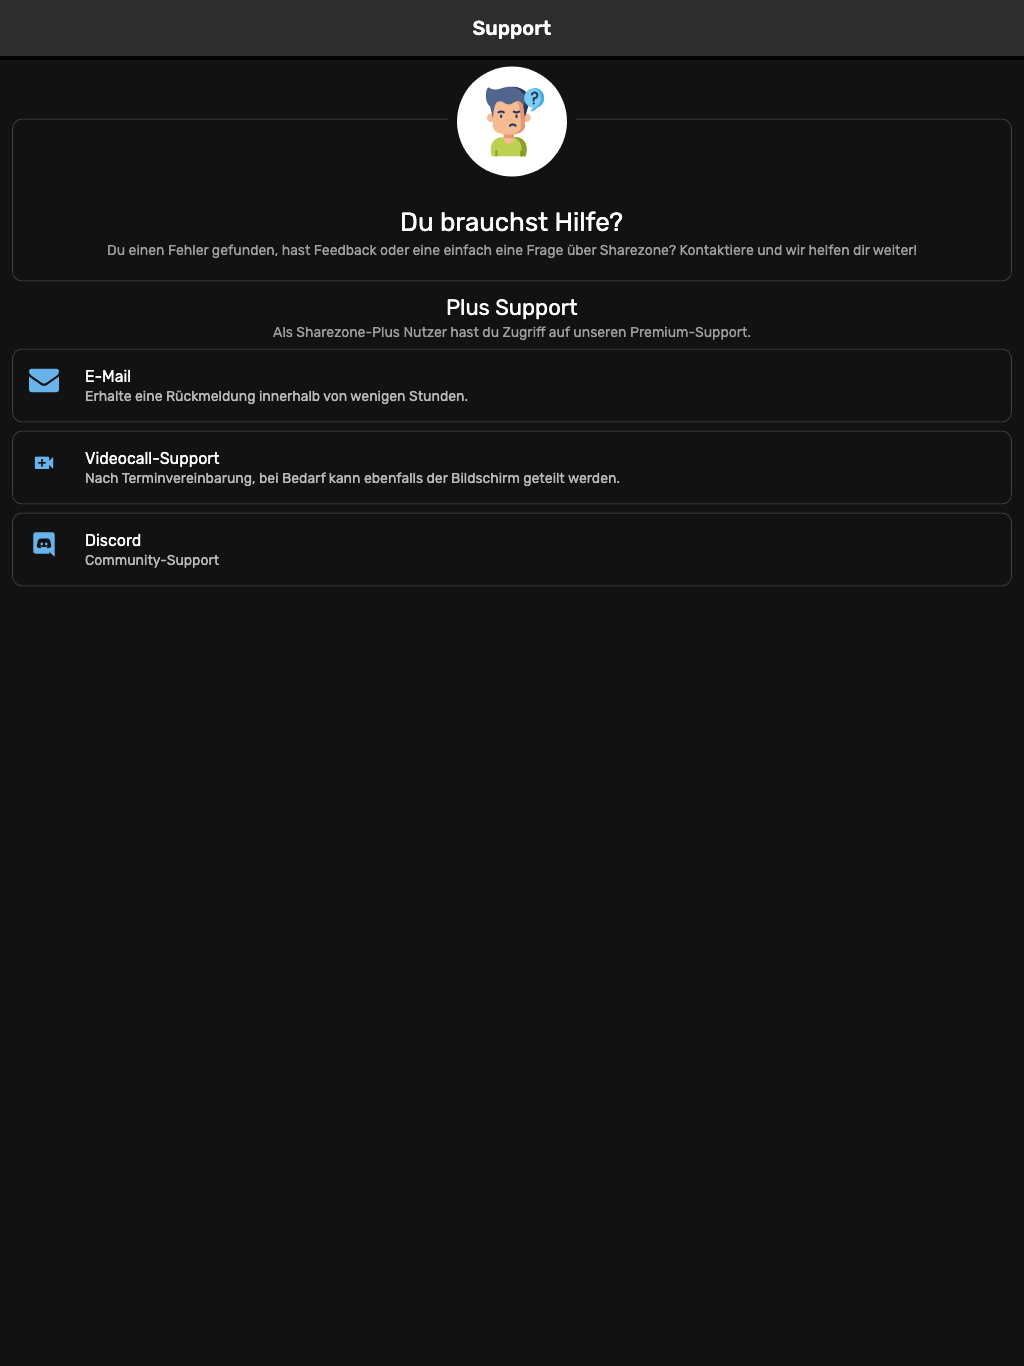 Support
?
Du brauchst Hilfe?
Du einen Fehler gefunden, hast Feedback oder eine einfach eine Frage über Sharezone? Kontaktiere und wir helfen dir weiter!
Plus Support
Als Sharezone-Plus Nutzer hast du Zugriff auf unseren Premium-Support.
E-Mail
Erhalte eine Rückmeldung innerhalb von wenigen Stunden.
Videocall-Support
Nach Terminvereinbarung, bei Bedarf kann ebenfalls der Bildschirm geteilt werden.
Discord
Community-Support